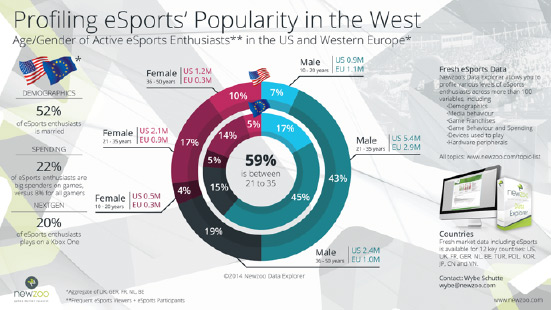 Profiling eSports' Popularity in the West
Age/Gender of Active eSports Enthusiasts** in the US and Western Europe*
*
DEMOGRAPHICS
52%
of eSports enthusiasts
is married
SPENDING
22%
of eSports enthusiasts are
big spenders on games,
versus 8% for all gamers
NEXTGEN
20%
of eSports enthusiasts
plays on a Xbox One
Female
36 - 50 years
US 1.2M
EU 0.3M
Female
21 - 35 years
US 2.1M
EU 0.9M
Female
10 - 20 years
US 0.5M
EU 0.3M
Male
10 - 20 years
US 0.9M
EU 1.1M
Male
21 - 35 years
US 5.4M
EU 2.9M
Male
36 - 50 years
US 2.4M
EU 1.0M
10%
7%
5%
17%
14%
17%
5%
4%
15%
19%
45%
43%
59%
is between
21 to 35
©2014 Newzoo Data Explorer
Fresh eSports Data
Newzoo's Data Explorer allows you to
profile various levels of eSports
enthusiasts across more than 100
variables, including
•Demographics
•Media behaviour
•Game Franchises
•Game Behaviour and Spending
•Devices used to play
•Hardware peripherals
All topics: www.newzoo.com/topic-list
Countries
Fresh market data including eSports
is available for 12 key countries: US,
UK, FR, GER, NL, BE, TUR, POL, KOR,
JP, CN and VN.
Contact: Wybe Schutte
wybe@newzoo.com
newzoo
*Aggregate of UK, GER, FR, NL, BE
**Frequent eSports Viewers + eSports Participants
newzoo